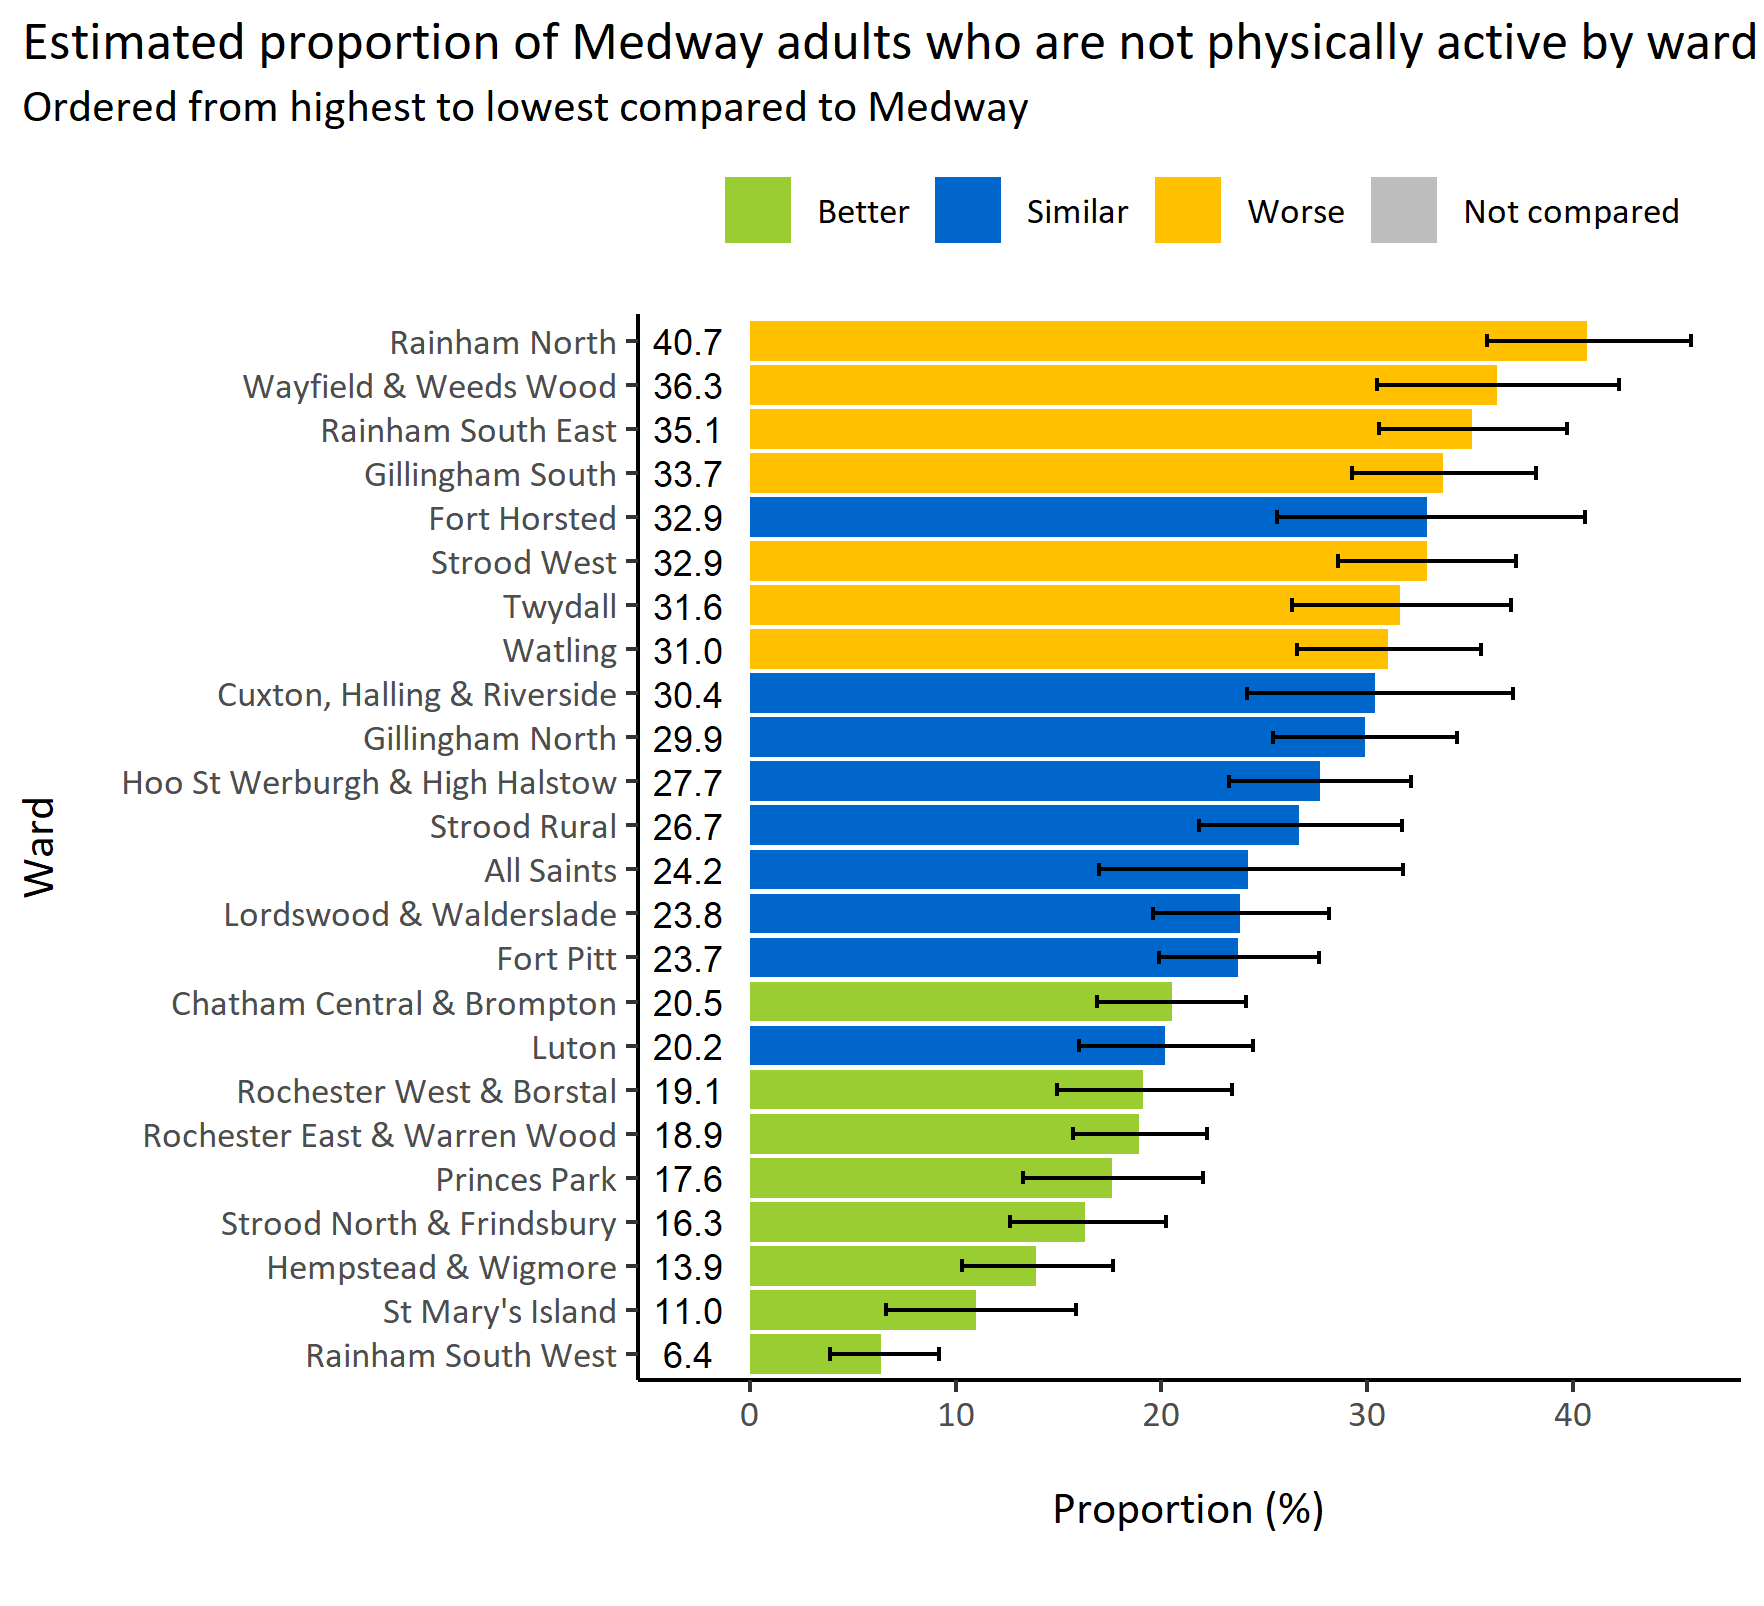 Estimated proportion of Medway adults who are not physically active by ward
Ordered from highest to lowest compared to Medway
Better Similar Worse Not compared
Rainham North 40.7
Wayfield & Weeds Wood 36.3
Rainham South East 35.1
Gillingham South 33.7
Fort Horsted 32.9
Strood West 32.9
Twydall 31.6
Watling 31.0
Cuxton, Halling & Riverside 30.4
Gillingham North 29.9
Hoo St Werburgh & High Halstow 27.7
Strood Rural 26.7
All Saints 24.2
Lordswood & Walderslade 23.8
Fort Pitt 23.7
Chatham Central & Brompton 20.5
Luton 20.2
Rochester West & Borstal 19.1
Rochester East & Warren Wood 18.9
Princes Park 17.6
Strood North & Frindsbury 16.3
Hempstead & Wigmore 13.9
St Mary's Island 11.0
Rainham South West 6.4
Ward
0 10 20 30 40
Proportion (%)